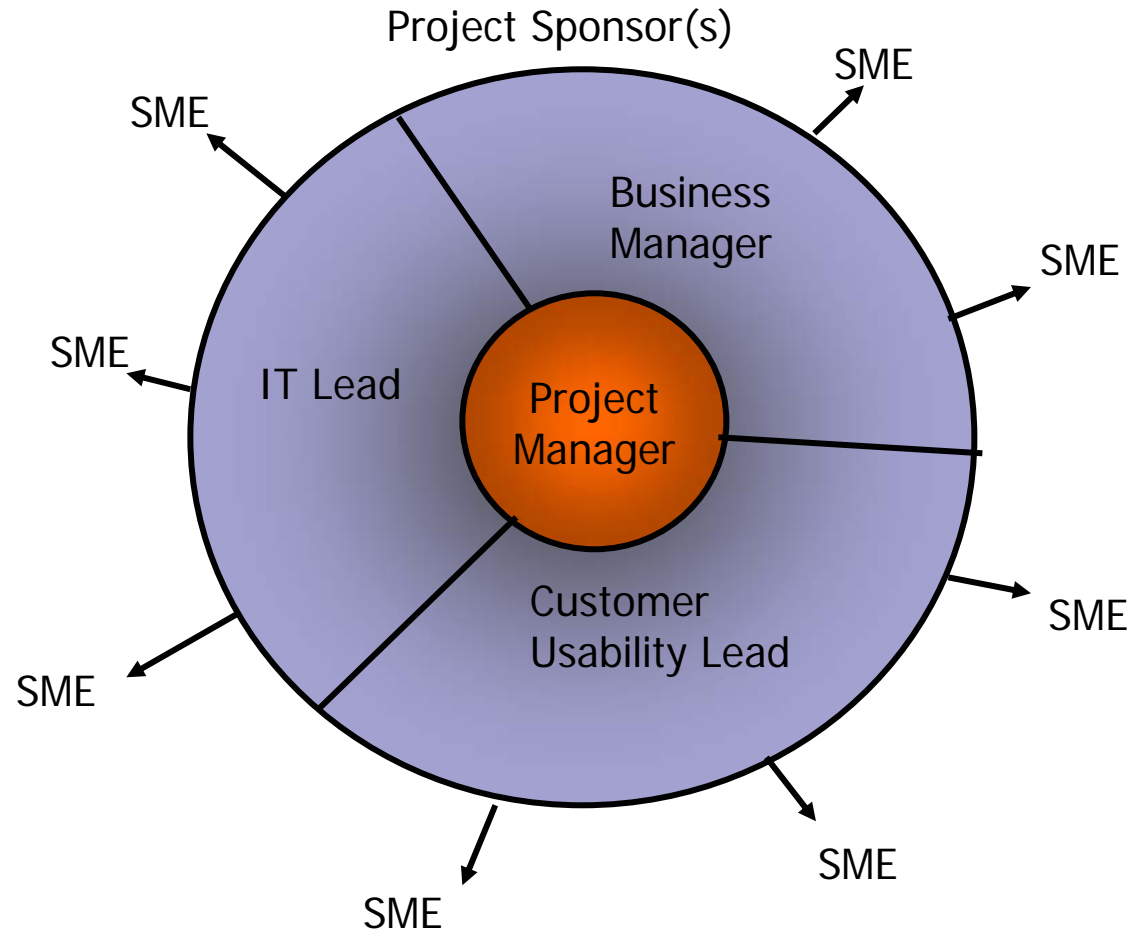 Project Sponsor(s)
SME
SME
Business
Manager
SME
SME
IT Lead
Project
Manager
Customer
Usability Lead
SME
SME
SME
SME